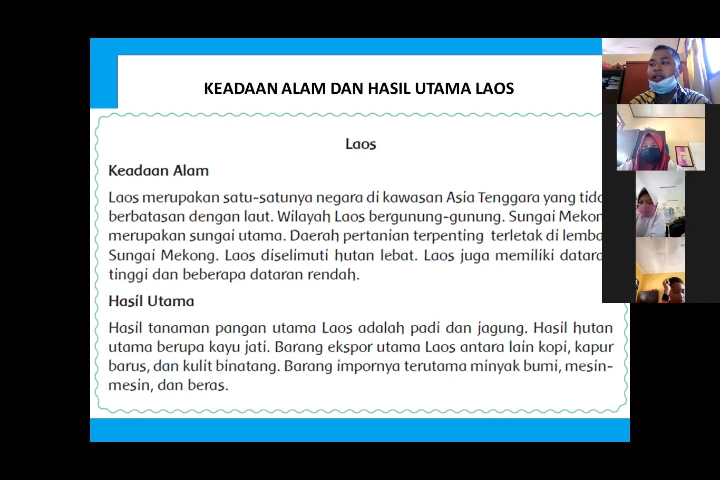 KEADAAN ALAM DAN HASIL UTAMA LAOS
Laos
Keadaan Alam
Laos merupakan satu-satunya negara di kawasan Asia Tenggara yang
berbatasan dengan laut. Wilayah Laos bergunung-gunung. Sungai
merupakan sungai utama. Daerah pertanian terpenting terletak di
Sungai Mekong. Laos diselimuti hutan lebat. Laos juga memiliki
tinggi dan beberapa dataran rendah.
Hasil Utama
Hasil tanaman pangan utama Laos adalah padi dan jagung. Hasil hutan
utama berupa kayu jati. Barang ekspor utama Laos antara lain kopi, kapur
barus, dan kulit binatang. Barang impornya terutama minyak bumi, mesin-
mesin, dan beras.